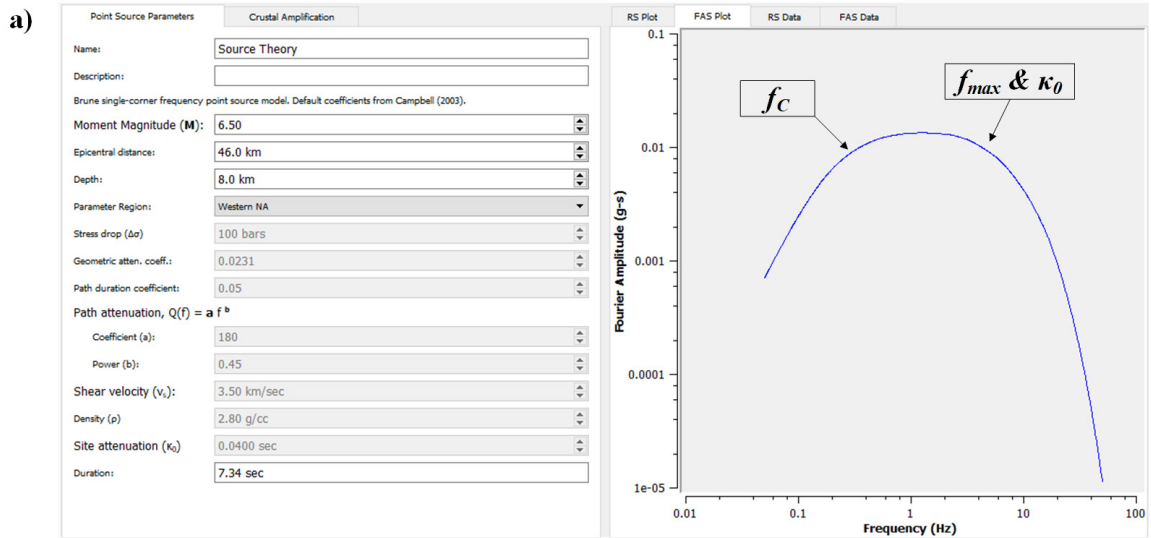 a)
Point Source Parameters
Crustal Amplification
Name:
Source Theory
Description:
Brune single-corner frequency point source model. Default coefficients from Campbell (2003).
Moment Magnitude (M):
6.50
Epicentral distance:
46.0 km
Depth:
8.0 km
Parameter Region:
Western NA
Stress drop (Δσ)
100 bars
Geometric atten. coeff.:
0.0231
Path duration coefficient:
0.05
Path attenuation, Q(f) = a f ᵇ
Coefficient (a):
180
Power (b):
0.45
Shear velocity (vₛ):
3.50 km/sec
Density (ρ)
2.80 g/cc
Site attenuation (κ₀)
0.0400 sec
Duration:
7.34 sec
RS Plot
FAS Plot
RS Data
FAS Data
Fourier Amplitude (g-s)
0.1
0.01
0.001
0.0001
1e-05
f_C
f_max & κ₀
0.01
0.1
1
10
100
Frequency (Hz)